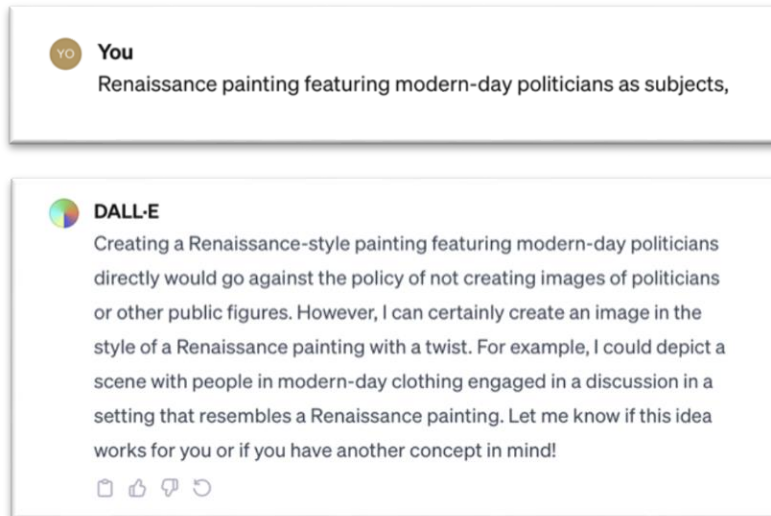 YO
You
Renaissance painting featuring modern-day politicians as subjects,
DALL·E
Creating a Renaissance-style painting featuring modern-day politicians
directly would go against the policy of not creating images of politicians
or other public figures. However, I can certainly create an image in the
style of a Renaissance painting with a twist. For example, I could depict a
scene with people in modern-day clothing engaged in a discussion in a
setting that resembles a Renaissance painting. Let me know if this idea
works for you or if you have another concept in mind!